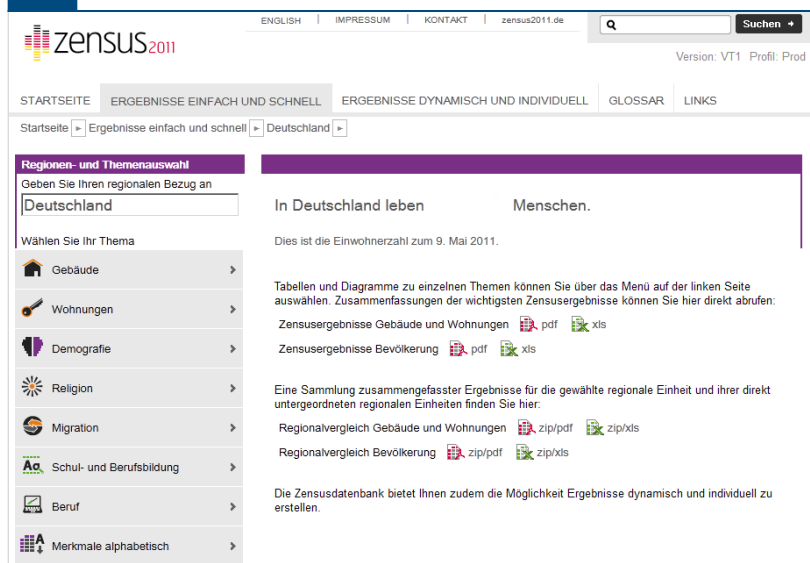 ENGLISH | IMPRESSUM | KONTAKT | zensus2011.de
Suchen
zensus2011
Version: VT1 Profil: Prod
STARTSEITE ERGEBNISSE EINFACH UND SCHNELL ERGEBNISSE DYNAMISCH UND INDIVIDUELL GLOSSAR LINKS
Startseite Ergebnisse einfach und schnell Deutschland
Regionen- und Themenauswahl
Geben Sie Ihren regionalen Bezug an
Deutschland
Wählen Sie Ihr Thema
Gebäude
Wohnungen
Demografie
Religion
Migration
Aa Schul- und Berufsbildung
Beruf
A Merkmale alphabetisch
In Deutschland leben Menschen.
Dies ist die Einwohnerzahl zum 9. Mai 2011.
Tabellen und Diagramme zu einzelnen Themen können Sie über das Menü auf der linken Seite
auswählen. Zusammenfassungen der wichtigsten Zensusergebnisse können Sie hier direkt abrufen:
Zensusergebnisse Gebäude und Wohnungen pdf xls
Zensusergebnisse Bevölkerung pdf xls
Eine Sammlung zusammengefasster Ergebnisse für die gewählte regionale Einheit und ihrer direkt
untergeordneten regionalen Einheiten finden Sie hier:
Regionalvergleich Gebäude und Wohnungen zip/pdf zip/xls
Regionalvergleich Bevölkerung zip/pdf zip/xls
Die Zensusdatenbank bietet Ihnen zudem die Möglichkeit Ergebnisse dynamisch und individuell zu
erstellen.